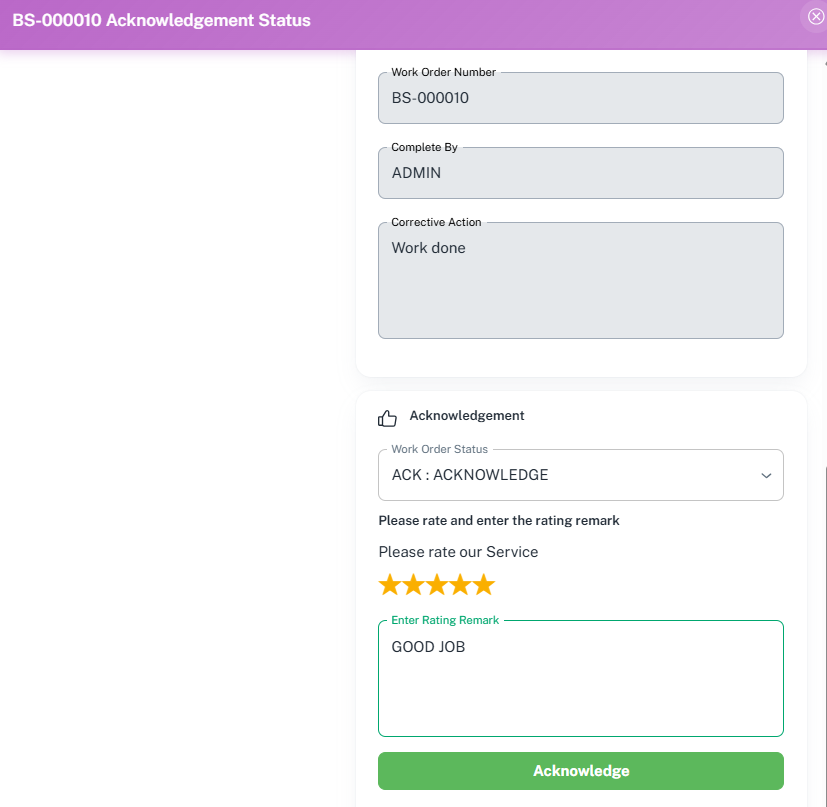 BS-000010 Acknowledgement Status
Work Order Number
BS-000010
Complete By
ADMIN
Corrective Action
Work done
Acknowledgement
Work Order Status
ACK : ACKNOWLEDGE
Please rate and enter the rating remark
Please rate our Service
Enter Rating Remark
GOOD JOB
Acknowledge